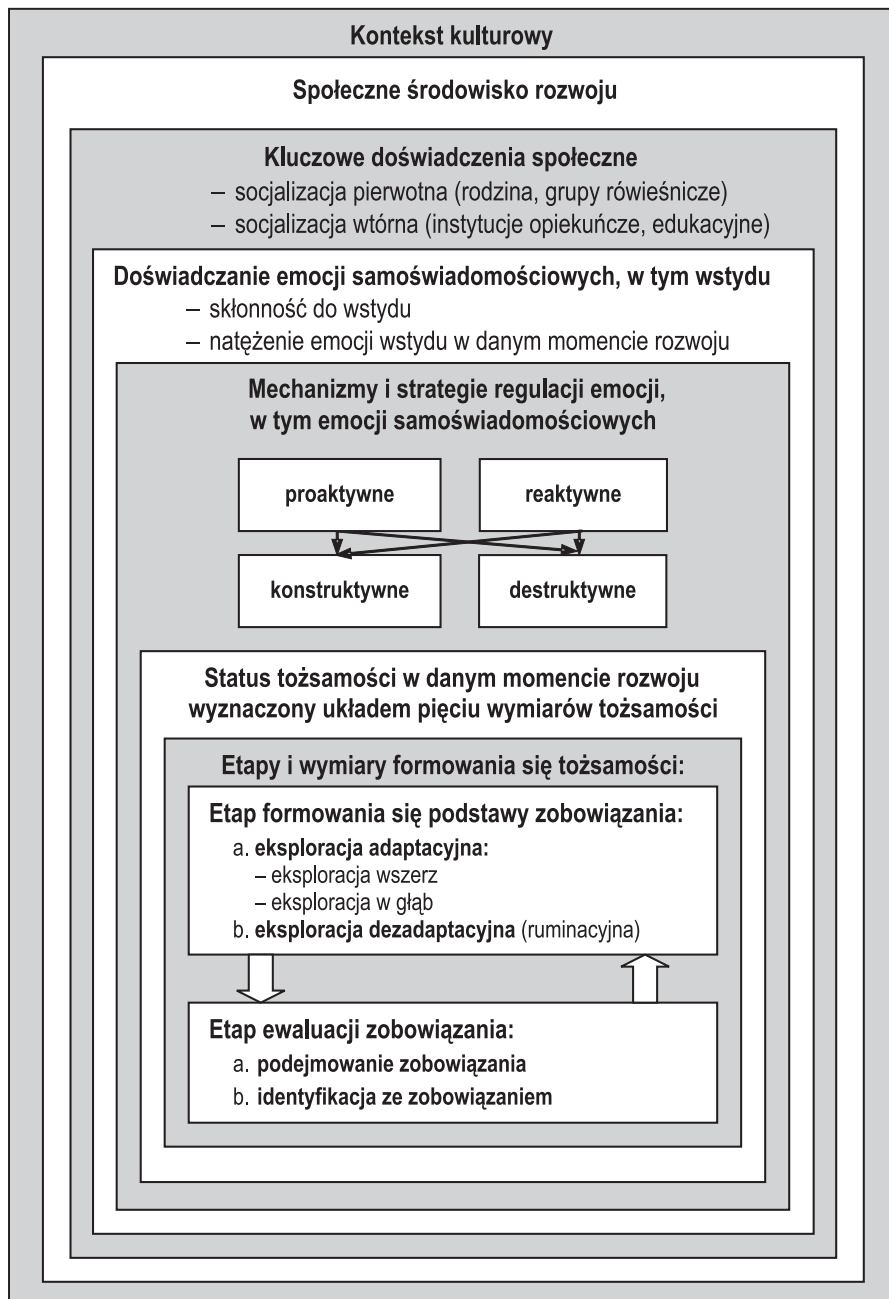 Kontekst kulturowy
Społeczne środowisko rozwoju
Kluczowe doświadczenia społeczne
– socjalizacja pierwotna (rodzina, grupy rówieśnicze)
– socjalizacja wtórna (instytucje opiekuńcze, edukacyjne)
Doświadczanie emocji samoświadomościowych, w tym wstydu
– skłonność do wstydu
– natężenie emocji wstydu w danym momencie rozwoju
Mechanizmy i strategie regulacji emocji,
w tym emocji samoświadomościowych
proaktywne
reaktywne
konstruktywne
destruktywne
Status tożsamości w danym momencie rozwoju
wyznaczony układem pięciu wymiarów tożsamości
Etapy i wymiary formowania się tożsamości:
Etap formowania się podstawy zobowiązania:
a. eksploracja adaptacyjna:
– eksploracja wszerz
– eksploracja w głąb
b. eksploracja dezadaptacyjna (ruminacyjna)
Etap ewaluacji zobowiązania:
a. podejmowanie zobowiązania
b. identyfikacja ze zobowiązaniem